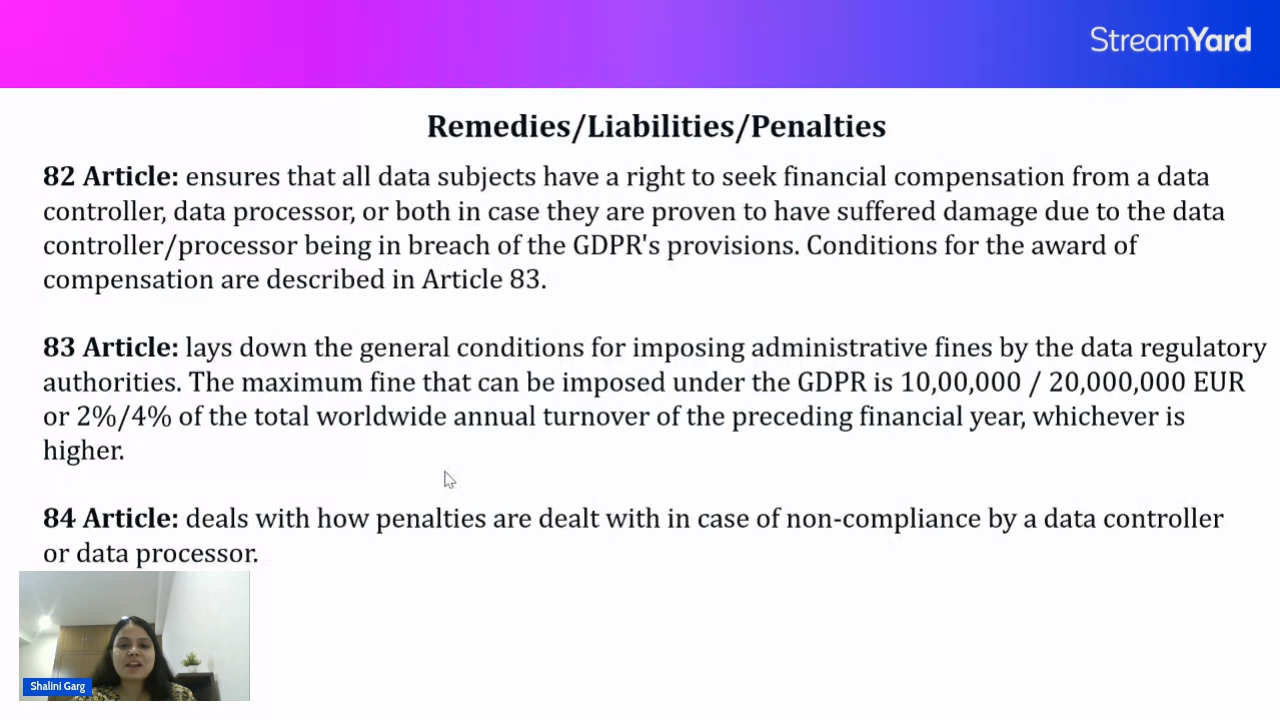 StreamYard
Remedies/Liabilities/Penalties
82 Article: ensures that all data subjects have a right to seek financial compensation from a data
controller, data processor, or both in case they are proven to have suffered damage due to the data
controller/processor being in breach of the GDPR's provisions. Conditions for the award of
compensation are described in Article 83.
83 Article: lays down the general conditions for imposing administrative fines by the data regulatory
authorities. The maximum fine that can be imposed under the GDPR is 10,00,000 / 20,000,000 EUR
or 2%/4% of the total worldwide annual turnover of the preceding financial year, whichever is
higher.
84 Article: deals with how penalties are dealt with in case of non-compliance by a data controller
or data processor.
Shalini Garg